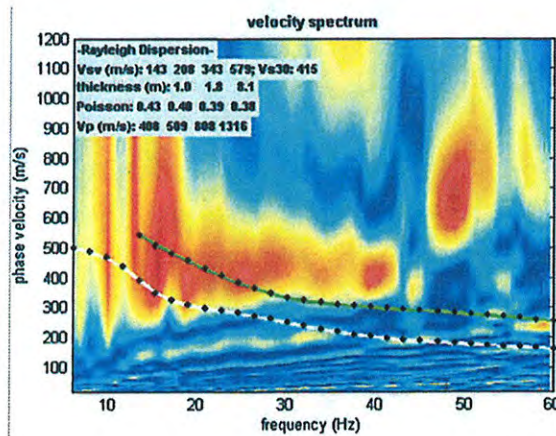 velocity spectrum
-Rayleigh Dispersion-
Vsv (m/s): 143 208 343 579; Vs30: 415
thickness (m): 1.0 1.8 8.1
Poisson: 0.43 0.40 0.39 0.38
Vp (m/s): 408 509 808 1316
phase velocity (m/s)
1200
1100
1000
900
800
700
600
500
400
300
200
100
10 20 30 40 50 60
frequency (Hz)